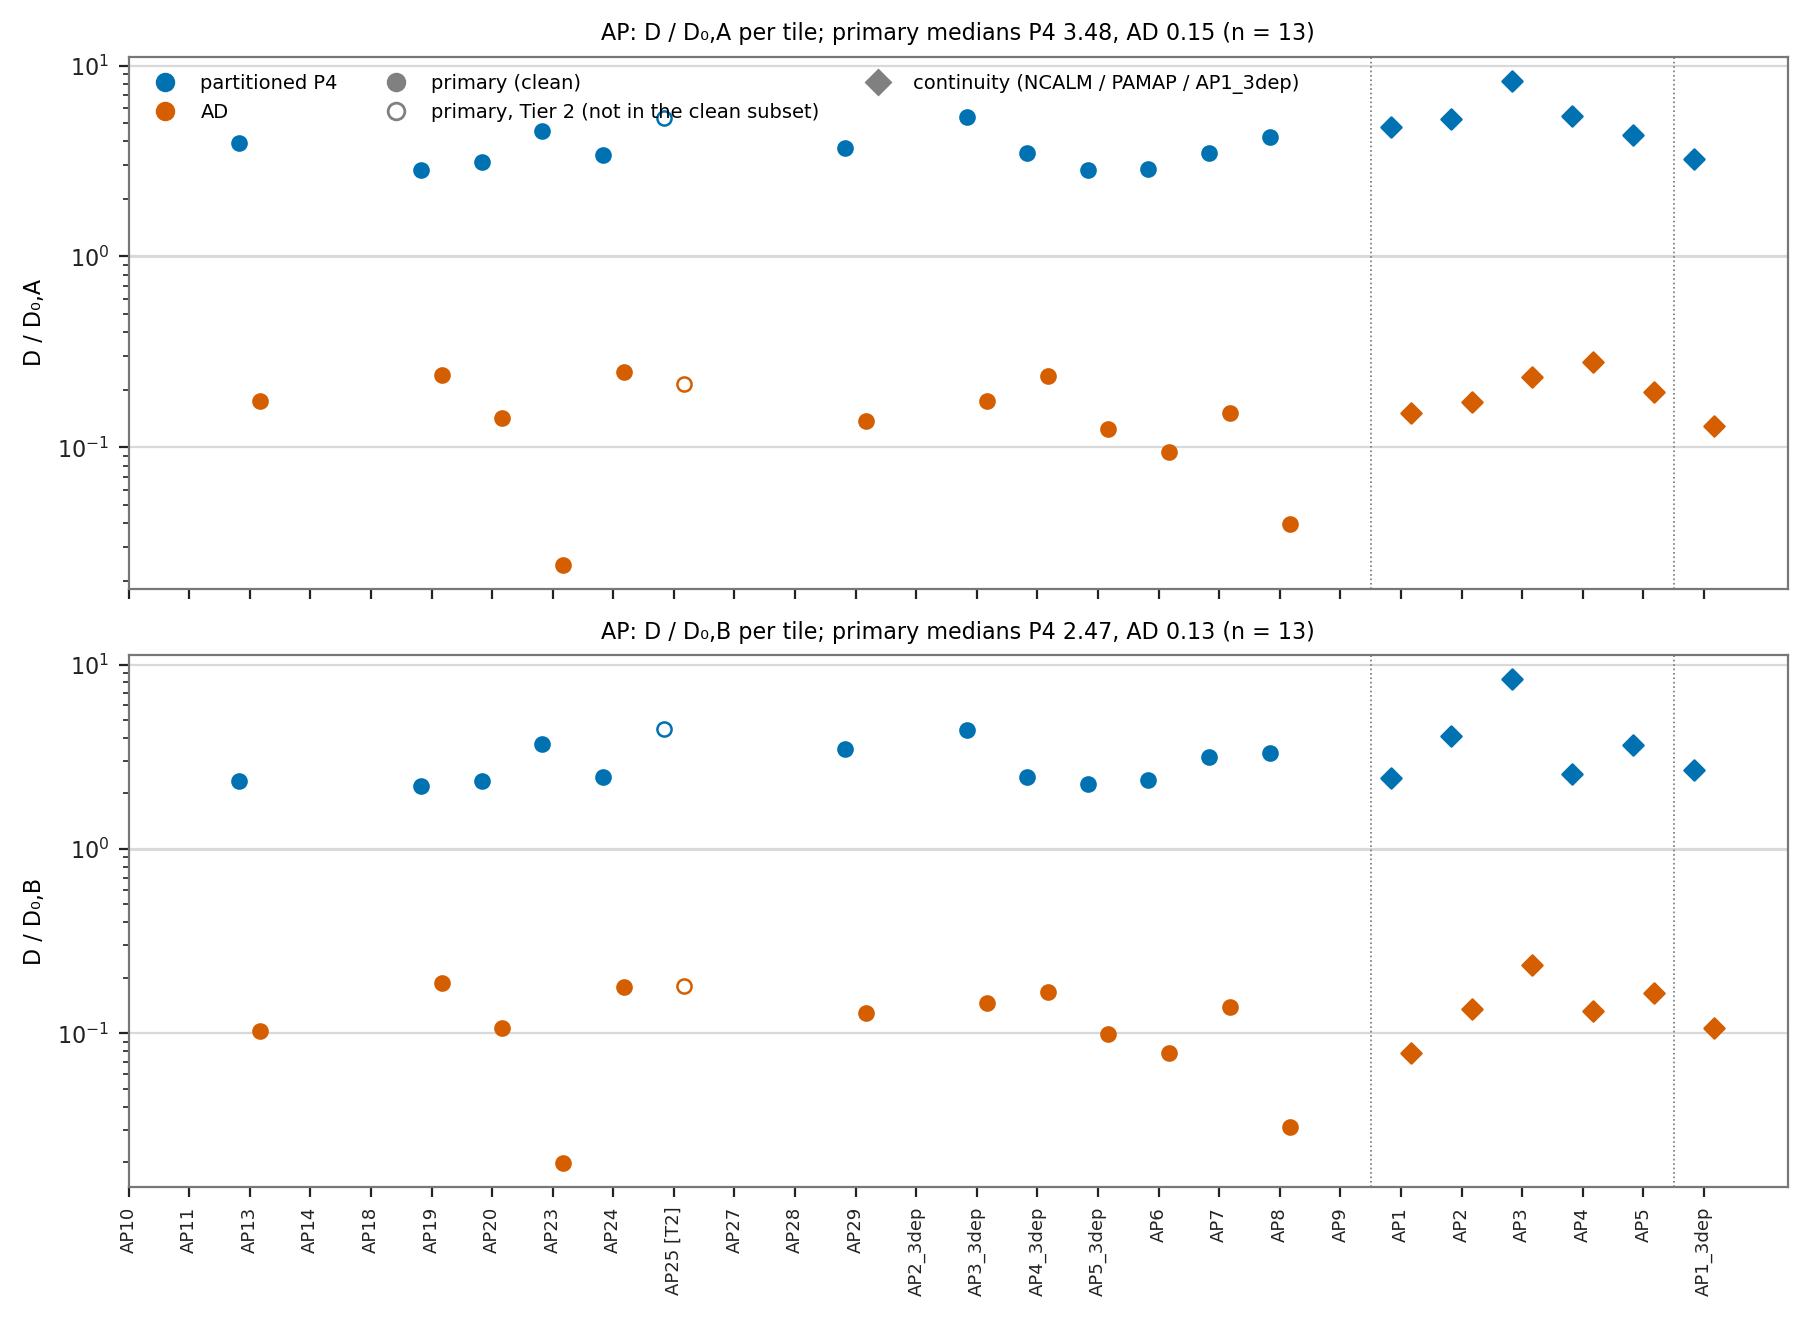 AP: D / D₀,A per tile; primary medians P4 3.48, AD 0.15 (n = 13)
partitioned P4
AD
primary (clean)
primary, Tier 2 (not in the clean subset)
continuity (NCALM / PAMAP / AP1_3dep)
D / D₀,A
10¹
10⁰
10⁻¹
AP: D / D₀,B per tile; primary medians P4 2.47, AD 0.13 (n = 13)
D / D₀,B
10¹
10⁰
10⁻¹
AP10
AP11
AP13
AP14
AP18
AP19
AP20
AP23
AP24
AP25 [T2]
AP27
AP28
AP29
AP2_3dep
AP3_3dep
AP4_3dep
AP5_3dep
AP6
AP7
AP8
AP9
AP1
AP2
AP3
AP4
AP5
AP1_3dep